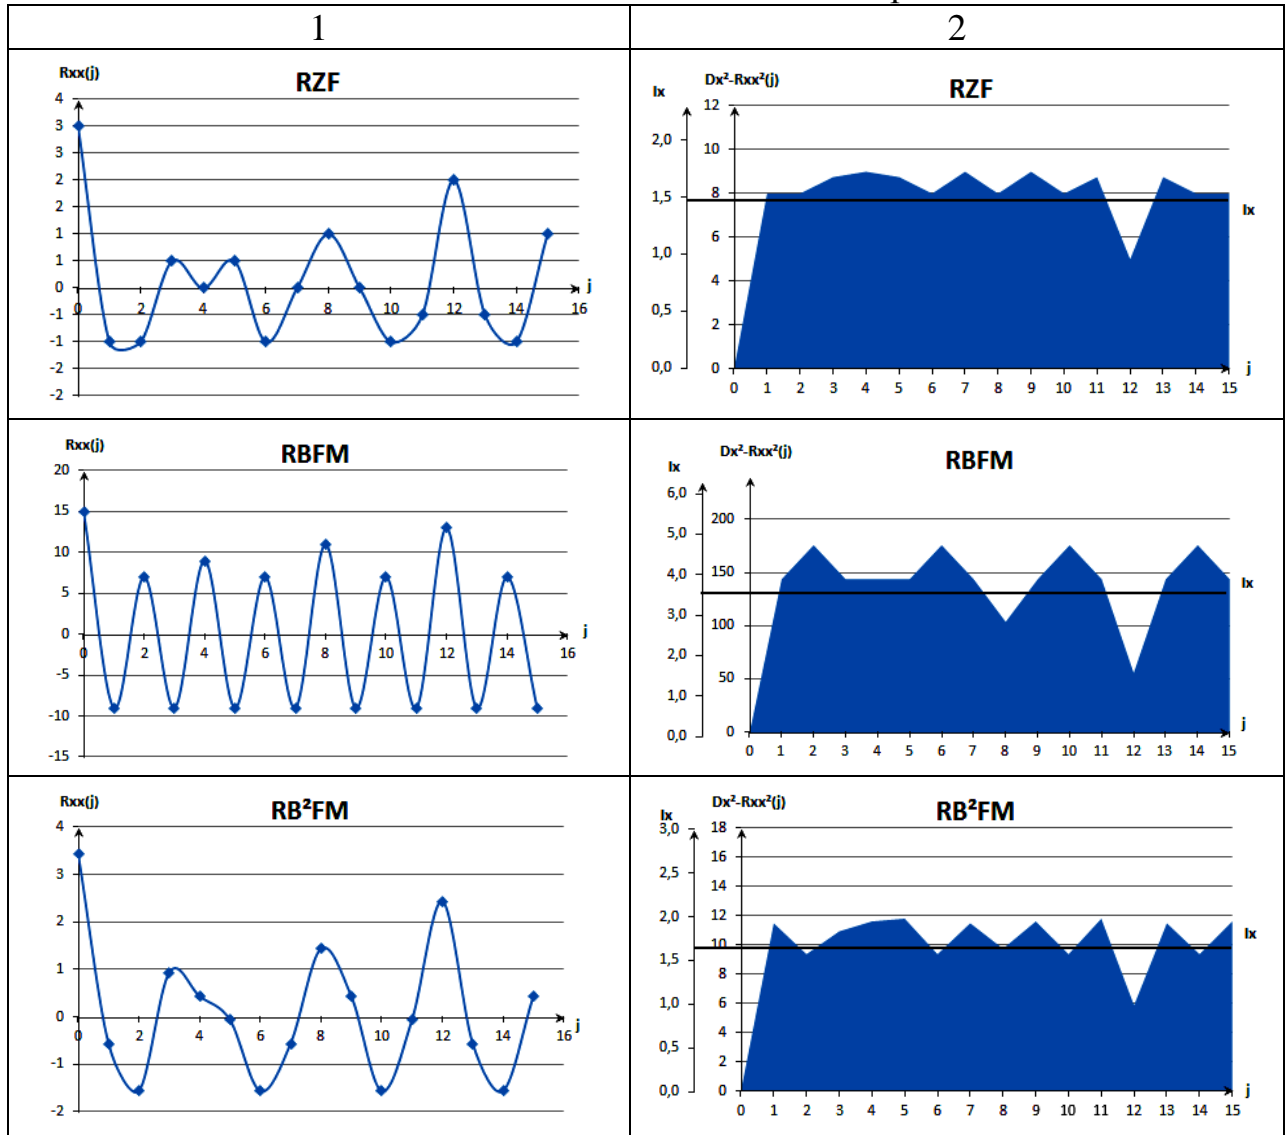 1
2
Rxx(j)
RZF
4
3
3
2
2
1
1
0
-1
-1
-2
-2
0 2 4 6 8 10 12 14 16
j
Ix
Dx²-Rxx²(j)
RZF
2,0
1,5
1,0
0,5
0,0
12
10
8
6
4
2
0
Ix
j
0 1 2 3 4 5 6 7 8 9 10 11 12 13 14 15
Rxx(j)
RBFM
20
15
10
5
0
-5
-10
-15
0 2 4 6 8 10 12 14 16
j
Ix
Dx²-Rxx²(j)
RBFM
6,0
5,0
4,0
3,0
2,0
1,0
0,0
200
150
100
50
0
Ix
j
0 1 2 3 4 5 6 7 8 9 10 11 12 13 14 15
Rxx(j)
RB²FM
4
3
2
1
0
-1
-2
0 2 4 6 8 10 12 14 16
j
Ix
Dx²-Rxx²(j)
RB²FM
3,0
2,5
2,0
1,5
1,0
0,5
0,0
18
16
14
12
10
8
6
4
2
0
Ix
j
0 1 2 3 4 5 6 7 8 9 10 11 12 13 14 15